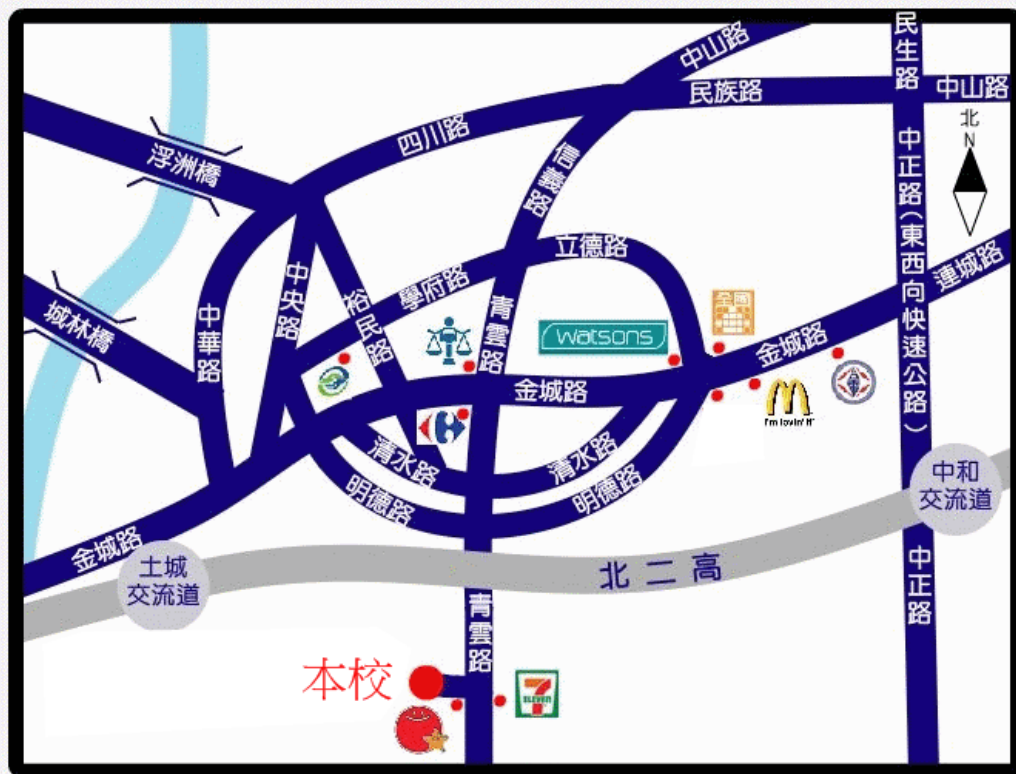 民生路
中山路
民族路
中山路
北
N
四川路
信義路
中正路(東西向快速公路)
浮洲橋
立德路
連城路
中央路
學府路
裕民路
青雲路
全國
watsons
城林橋
中華路
金城路
金城路
i'm lovin' it
清水路
清水路
明德路
明德路
中和
交流道
金城路
北二高
土城
交流道
中正路
青雲路
本校
7
ELEVEN